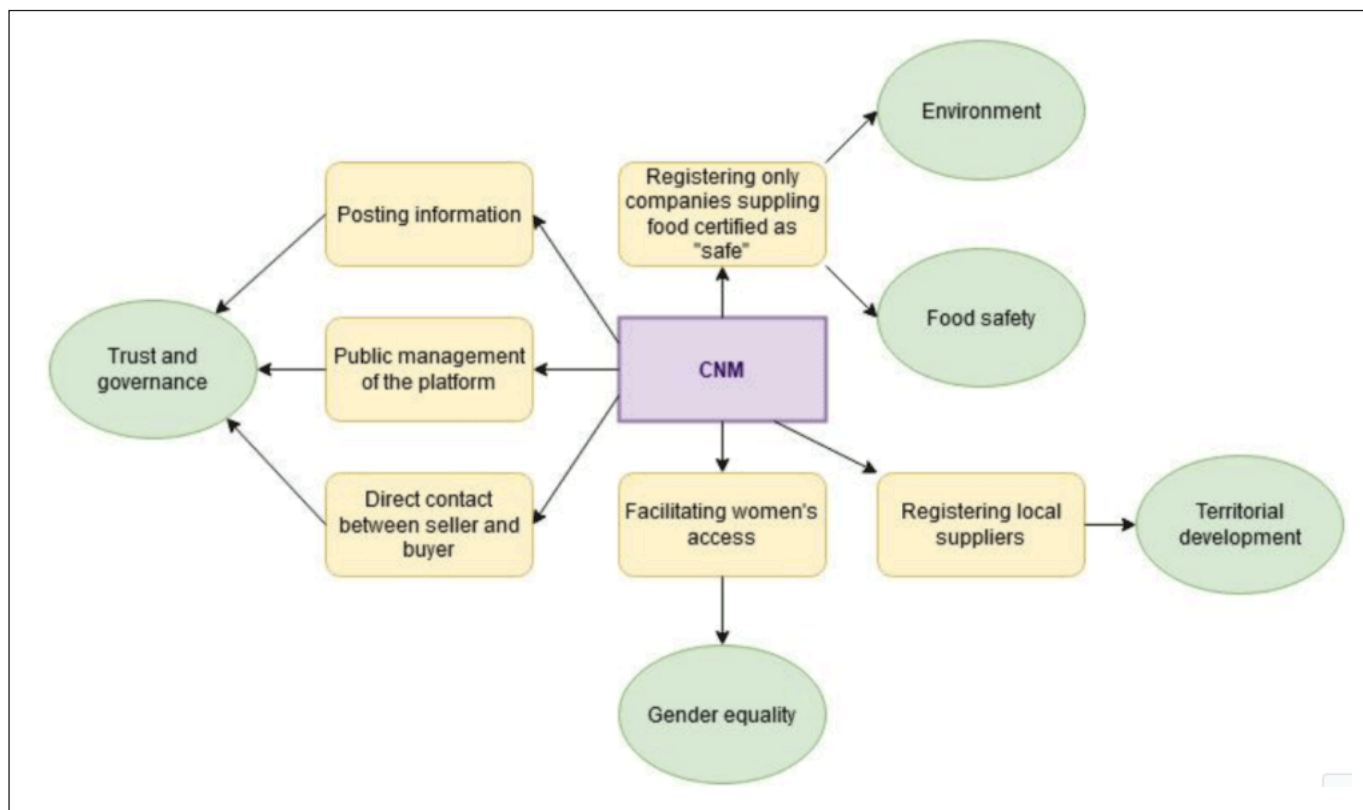 Environment
Registering only
companies suppling
food certified as
"safe"
Posting information
Food safety
Trust and
governance
Public management
of the platform
CNM
Direct contact
between seller and
buyer
Facilitating women's
access
Registering local
suppliers
Territorial
development
Gender equality